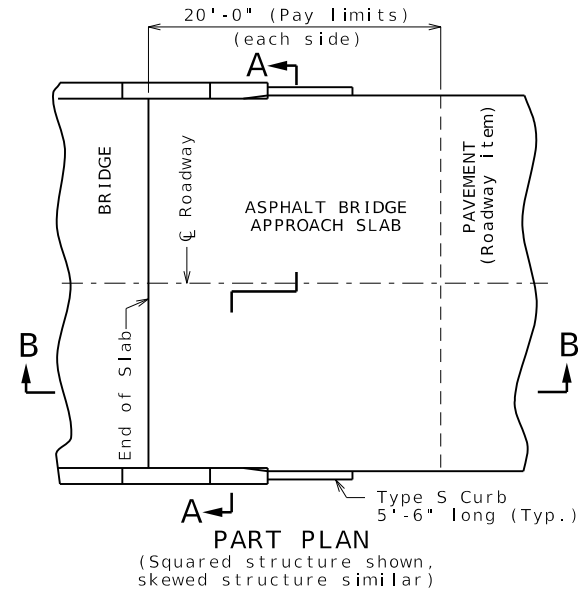 20'-0" (Pay limits)
(each side)
A
BRIDGE
℄ Roadway
ASPHALT BRIDGE
APPROACH SLAB
PAVEMENT
(Roadway item)
B
B
End of Slab
A
Type S Curb
5'-6" long (Typ.)
PART PLAN
(Squared structure shown,
skewed structure similar)